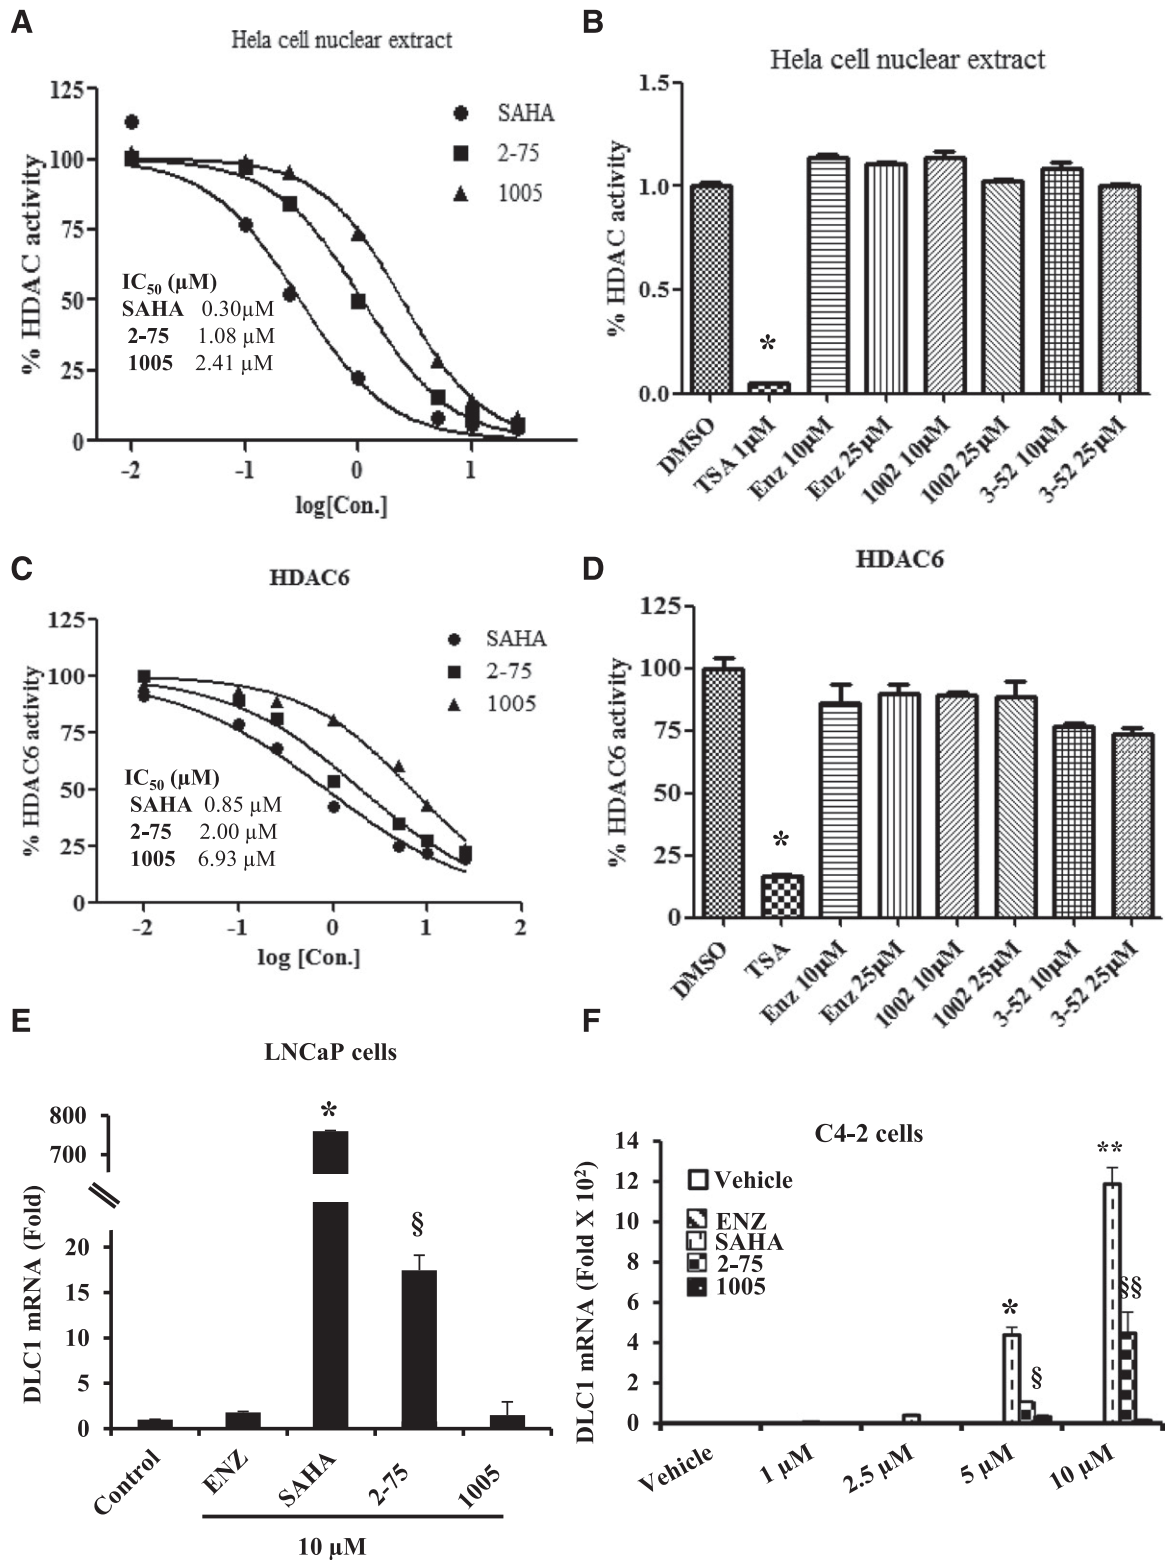 A
Hela cell nuclear extract
% HDAC activity
125
100
75
50
25
0
-2
-1
0
1
log[Con.]
SAHA
2-75
1005
IC50 (µM)
SAHA 0.30µM
2-75 1.08 µM
1005 2.41 µM
B
Hela cell nuclear extract
% HDAC activity
1.5
1.0
0.5
0.0
*
DMSO
TSA 1µM
Enz 10µM
Enz 25µM
1002 10µM
1002 25µM
3-52 10µM
3-52 25µM
C
HDAC6
% HDAC6 activity
125
100
75
50
25
0
-2
-1
0
1
2
log [Con.]
SAHA
2-75
1005
IC50 (µM)
SAHA 0.85 µM
2-75 2.00 µM
1005 6.93 µM
D
HDAC6
% HDAC6 activity
125
100
75
50
25
0
*
DMSO
TSA
Enz 10µM
Enz 25µM
1002 10µM
1002 25µM
3-52 10µM
3-52 25µM
E
LNCaP cells
DLC1 mRNA (Fold)
800
700
20
15
10
5
0
*
§
Control
ENZ
SAHA
2-75
1005
10 µM
F
C4-2 cells
DLC1 mRNA (Fold X 10²)
14
12
10
8
6
4
2
0
Vehicle
ENZ
SAHA
2-75
1005
*
§
**
§§
Vehicle
1 µM
2.5 µM
5 µM
10 µM